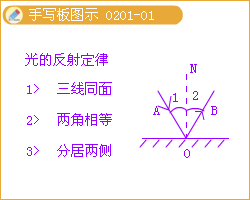 手写板图示 0201-01
光的反射定律
1> 三线同面
2> 两角相等
3> 分居两侧
N
1 2
A B
O